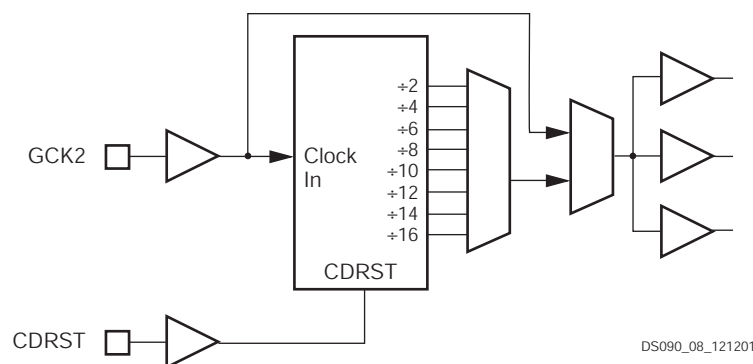 ÷2
÷4
÷6
GCK2
Clock
In
÷8
÷10
÷12
÷14
÷16
CDRST
CDRST
DS090_08_121201